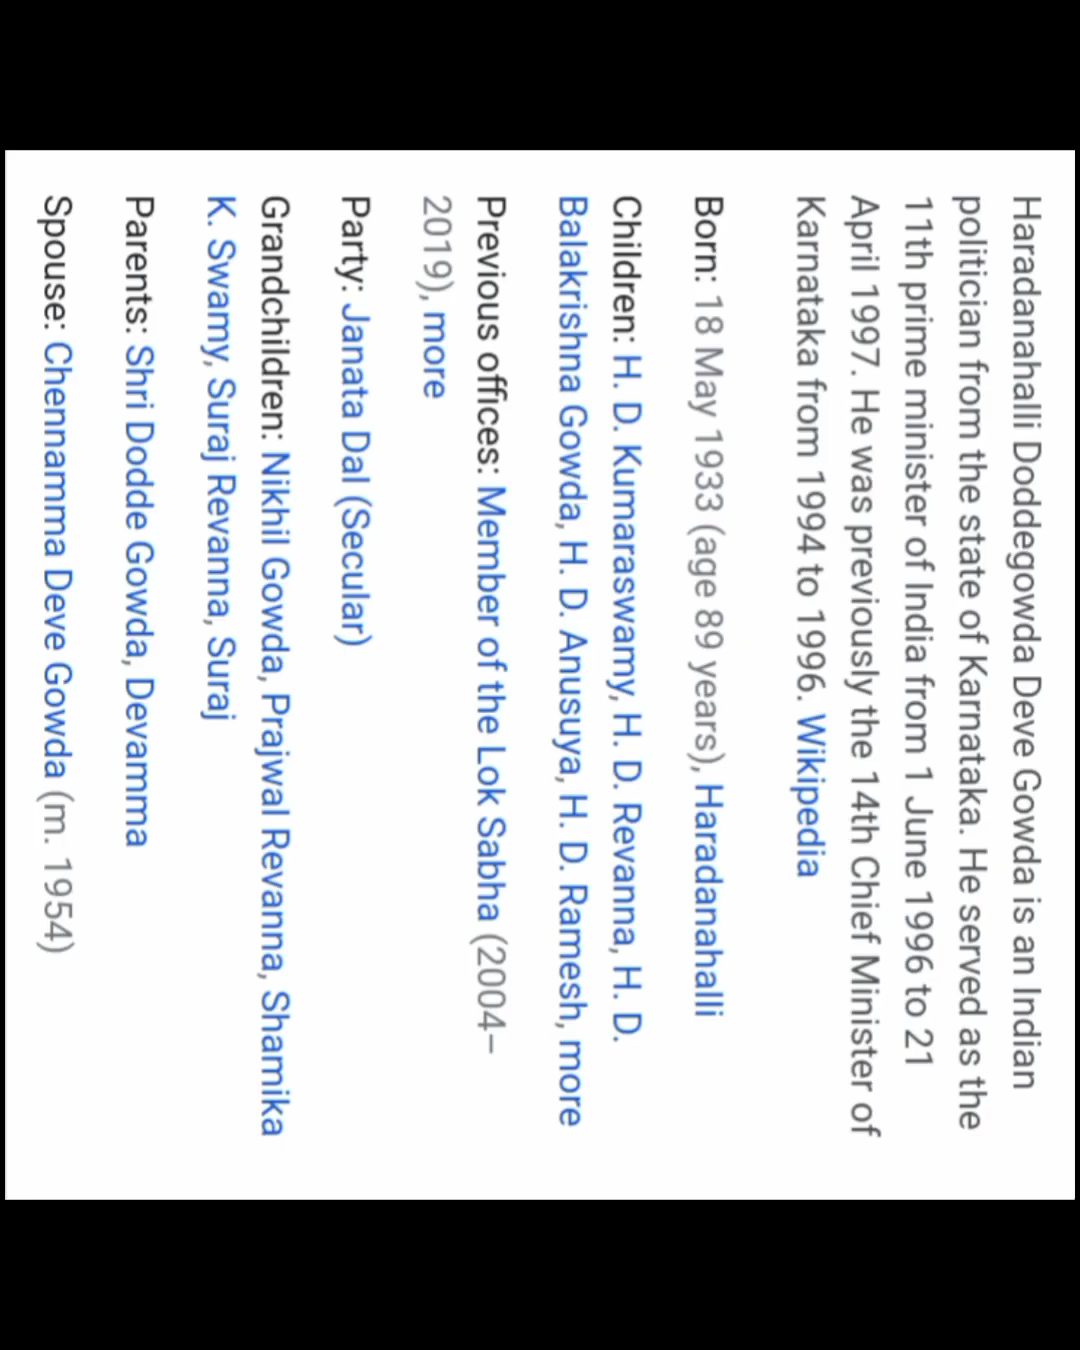 Haradanahalli Doddegowda Deve Gowda is an Indian
politician from the state of Karnataka. He served as the
11th prime minister of India from 1 June 1996 to 21
April 1997. He was previously the 14th Chief Minister of
Karnataka from 1994 to 1996. Wikipedia
Born: 18 May 1933 (age 89 years), Haradanahalli
Children: H. D. Kumaraswamy, H. D. Revanna, H. D.
Balakrishna Gowda, H. D. Anusuya, H. D. Ramesh, more
Previous offices: Member of the Lok Sabha (2004–
2019), more
Party: Janata Dal (Secular)
Grandchildren: Nikhil Gowda, Prajwal Revanna, Shamika
K. Swamy, Suraj Revanna, Suraj
Parents: Shri Dodde Gowda, Devamma
Spouse: Chennamma Deve Gowda (m. 1954)